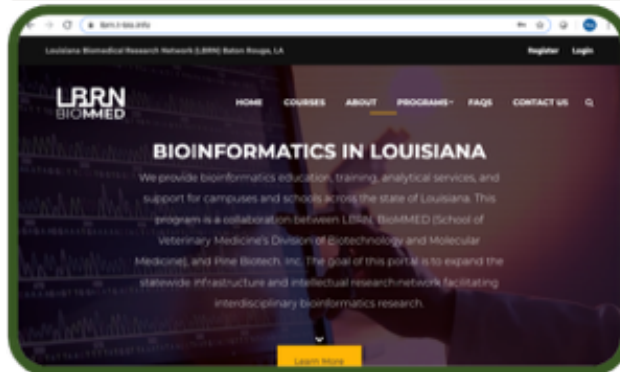 lbrn.t-bio.info
Louisiana Biomedical Research Network (LBRN) Baton Rouge, LA
Register Login
LBRN
BIOMMED
HOME COURSES ABOUT PROGRAMS FAQS CONTACT US
BIOINFORMATICS IN LOUISIANA
We provide bioinformatics education, training, analytical services, and
support for campuses and schools across the state of Louisiana. This
program is a collaboration between LBRN, BioMMED (School of
Veterinary Medicine's Division of Biotechnology and Molecular
Medicine), and Pine Biotech, Inc. The goal of this portal is to expand the
statewide infrastructure and intellectual research network facilitating
interdisciplinary bioinformatics research.
Learn More